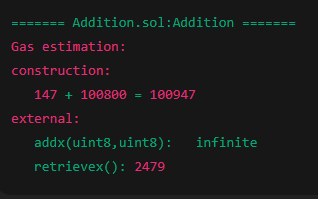 ======= Addition.sol:Addition =======
Gas estimation:
construction:
   147 + 100800 = 100947
external:
   addx(uint8,uint8):   infinite
   retrievex(): 2479